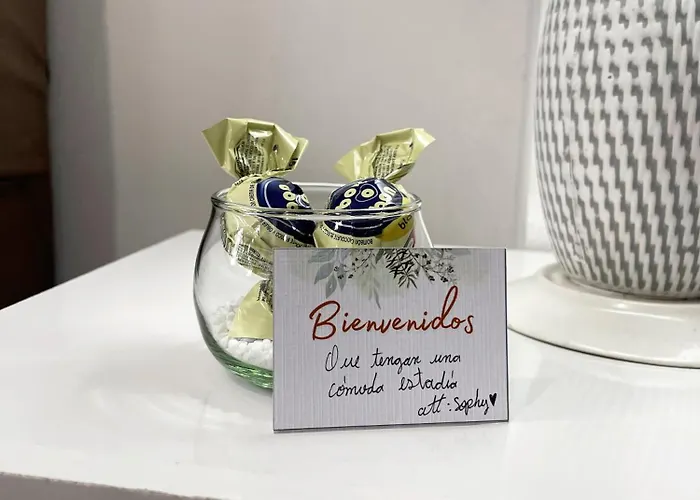 Bienvenidos
Que tengan una
cómoda estadía
att: Sophy♥